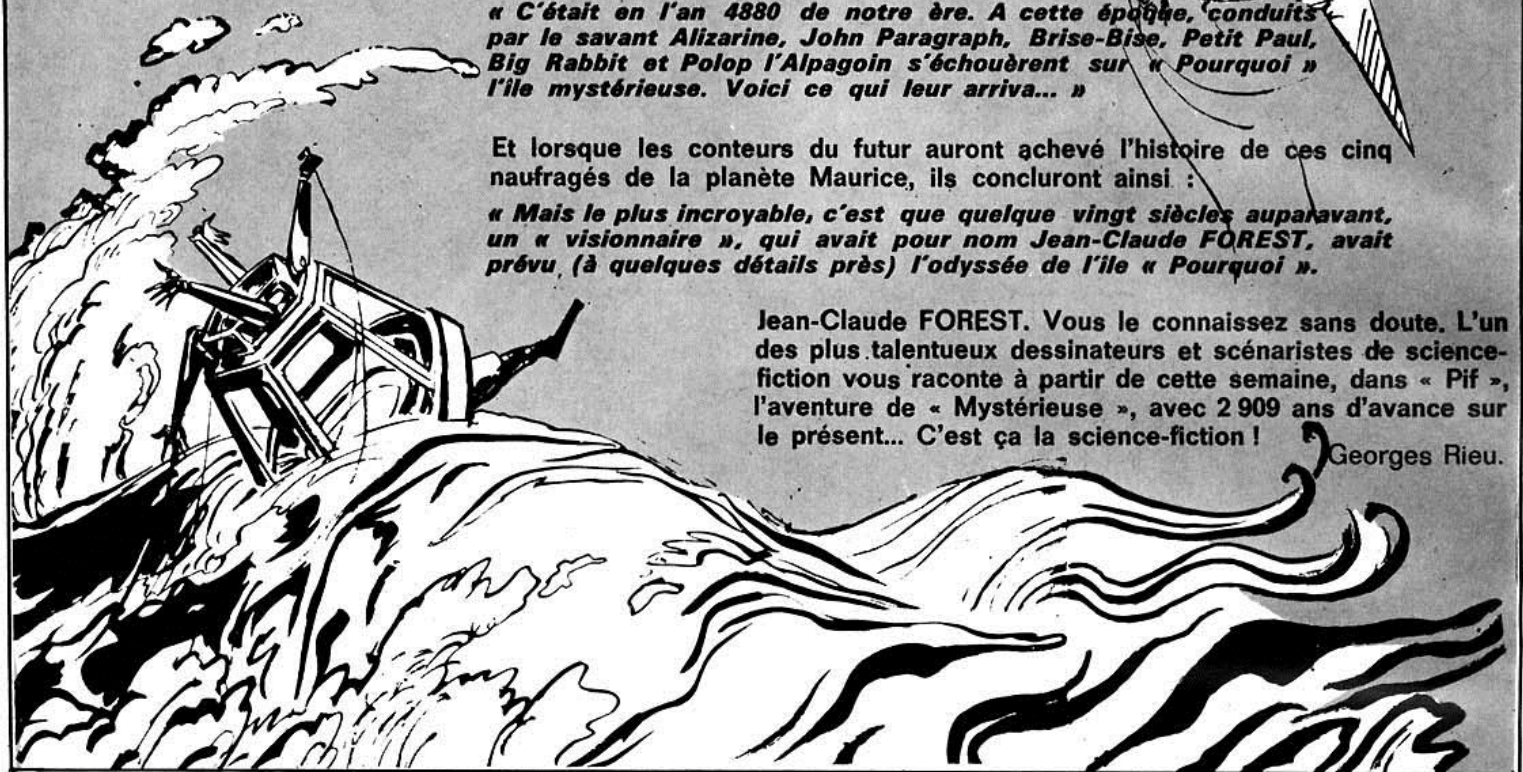 « C'était en l'an 4880 de notre ère. A cette époque, conduits
par le savant Alizarine, John Paragraph, Brise-Bise, Petit Paul,
Big Rabbit et Polop l'Alpagoin s'échouèrent sur « Pourquoi »
l'île mystérieuse. Voici ce qui leur arriva... »
Et lorsque les conteurs du futur auront achevé l'histoire de ces cinq
naufragés de la planète Maurice, ils concluront ainsi :
« Mais le plus incroyable, c'est que quelque vingt siècles auparavant,
un « visionnaire », qui avait pour nom Jean-Claude FOREST, avait
prévu (à quelques détails près) l'odyssée de l'île « Pourquoi ».
Jean-Claude FOREST. Vous le connaissez sans doute. L'un
des plus talentueux dessinateurs et scénaristes de science-
fiction vous raconte à partir de cette semaine, dans « Pif »,
l'aventure de « Mystérieuse », avec 2 909 ans d'avance sur
le présent... C'est ça la science-fiction !
Georges Rieu.